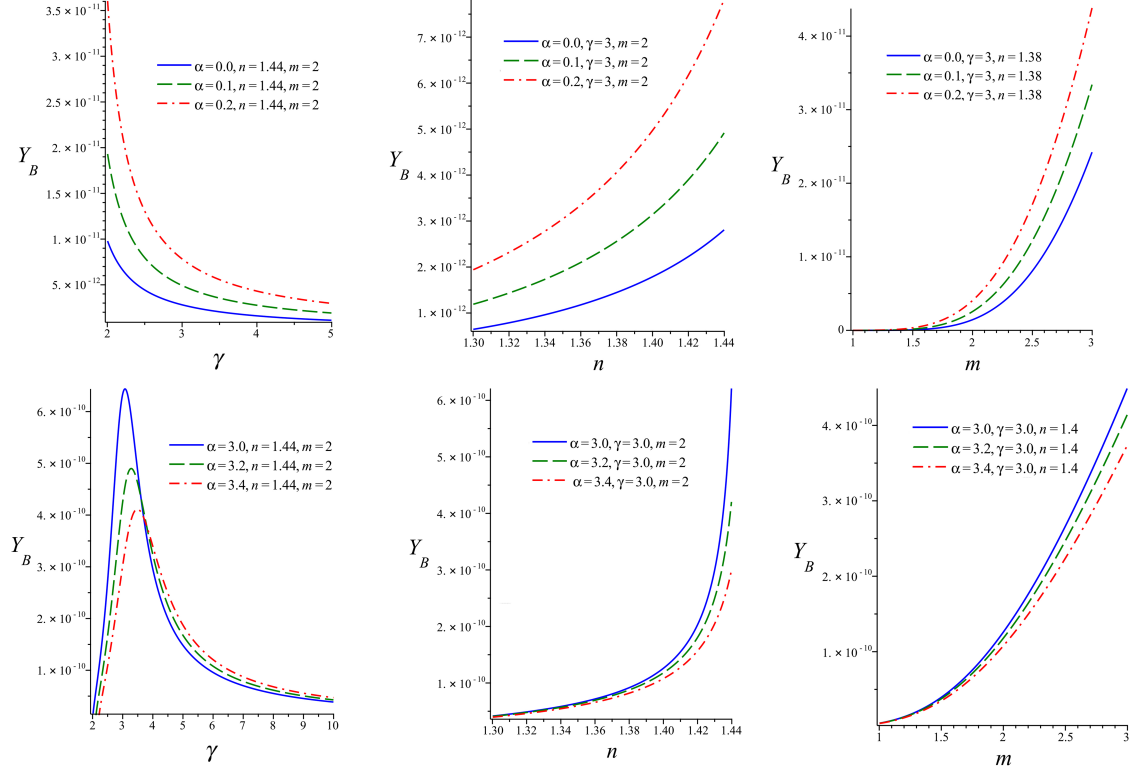 3.5 × 10⁻¹¹
3. × 10⁻¹¹
2.5 × 10⁻¹¹
2. × 10⁻¹¹
1.5 × 10⁻¹¹
1. × 10⁻¹¹
5. × 10⁻¹²
Y_B
α = 0.0, n = 1.44, m = 2
α = 0.1, n = 1.44, m = 2
α = 0.2, n = 1.44, m = 2
2 3 4 5
γ
7. × 10⁻¹²
6. × 10⁻¹²
5. × 10⁻¹²
4. × 10⁻¹²
3. × 10⁻¹²
2. × 10⁻¹²
1. × 10⁻¹²
Y_B
α = 0.0, γ = 3, m = 2
α = 0.1, γ = 3, m = 2
α = 0.2, γ = 3, m = 2
1.30 1.32 1.34 1.36 1.38 1.40 1.42 1.44
n
4. × 10⁻¹¹
3. × 10⁻¹¹
2. × 10⁻¹¹
1. × 10⁻¹¹
0
Y_B
α = 0.0, γ = 3, n = 1.38
α = 0.1, γ = 3, n = 1.38
α = 0.2, γ = 3, n = 1.38
1 1.5 2 2.5 3
m
6. × 10⁻¹⁰
5. × 10⁻¹⁰
4. × 10⁻¹⁰
3. × 10⁻¹⁰
2. × 10⁻¹⁰
1. × 10⁻¹⁰
Y_B
α = 3.0, n = 1.44, m = 2
α = 3.2, n = 1.44, m = 2
α = 3.4, n = 1.44, m = 2
2 3 4 5 6 7 8 9 10
γ
6. × 10⁻¹⁰
5. × 10⁻¹⁰
4. × 10⁻¹⁰
3. × 10⁻¹⁰
2. × 10⁻¹⁰
1. × 10⁻¹⁰
Y_B
α = 3.0, γ = 3.0, m = 2
α = 3.2, γ = 3.0, m = 2
α = 3.4, γ = 3.0, m = 2
1.30 1.32 1.34 1.36 1.38 1.40 1.42 1.44
n
4. × 10⁻¹⁰
3. × 10⁻¹⁰
2. × 10⁻¹⁰
1. × 10⁻¹⁰
Y_B
α = 3.0, γ = 3.0, n = 1.4
α = 3.2, γ = 3.0, n = 1.4
α = 3.4, γ = 3.0, n = 1.4
1 1.5 2 2.5 3
m